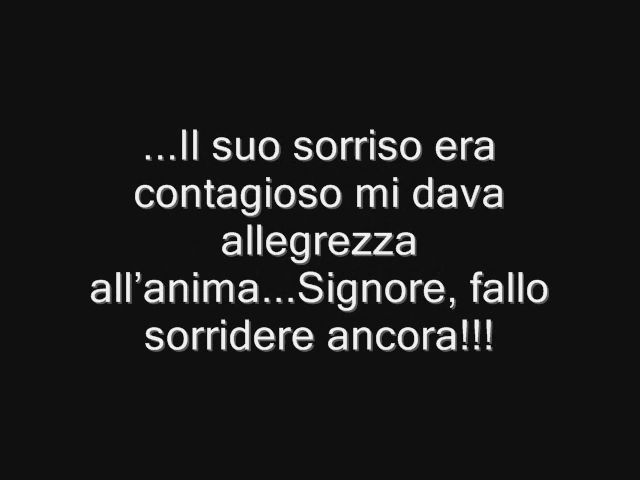 ...Il suo sorriso era
contagioso mi dava
allegrezza
all’anima...Signore, fallo
sorridere ancora!!!